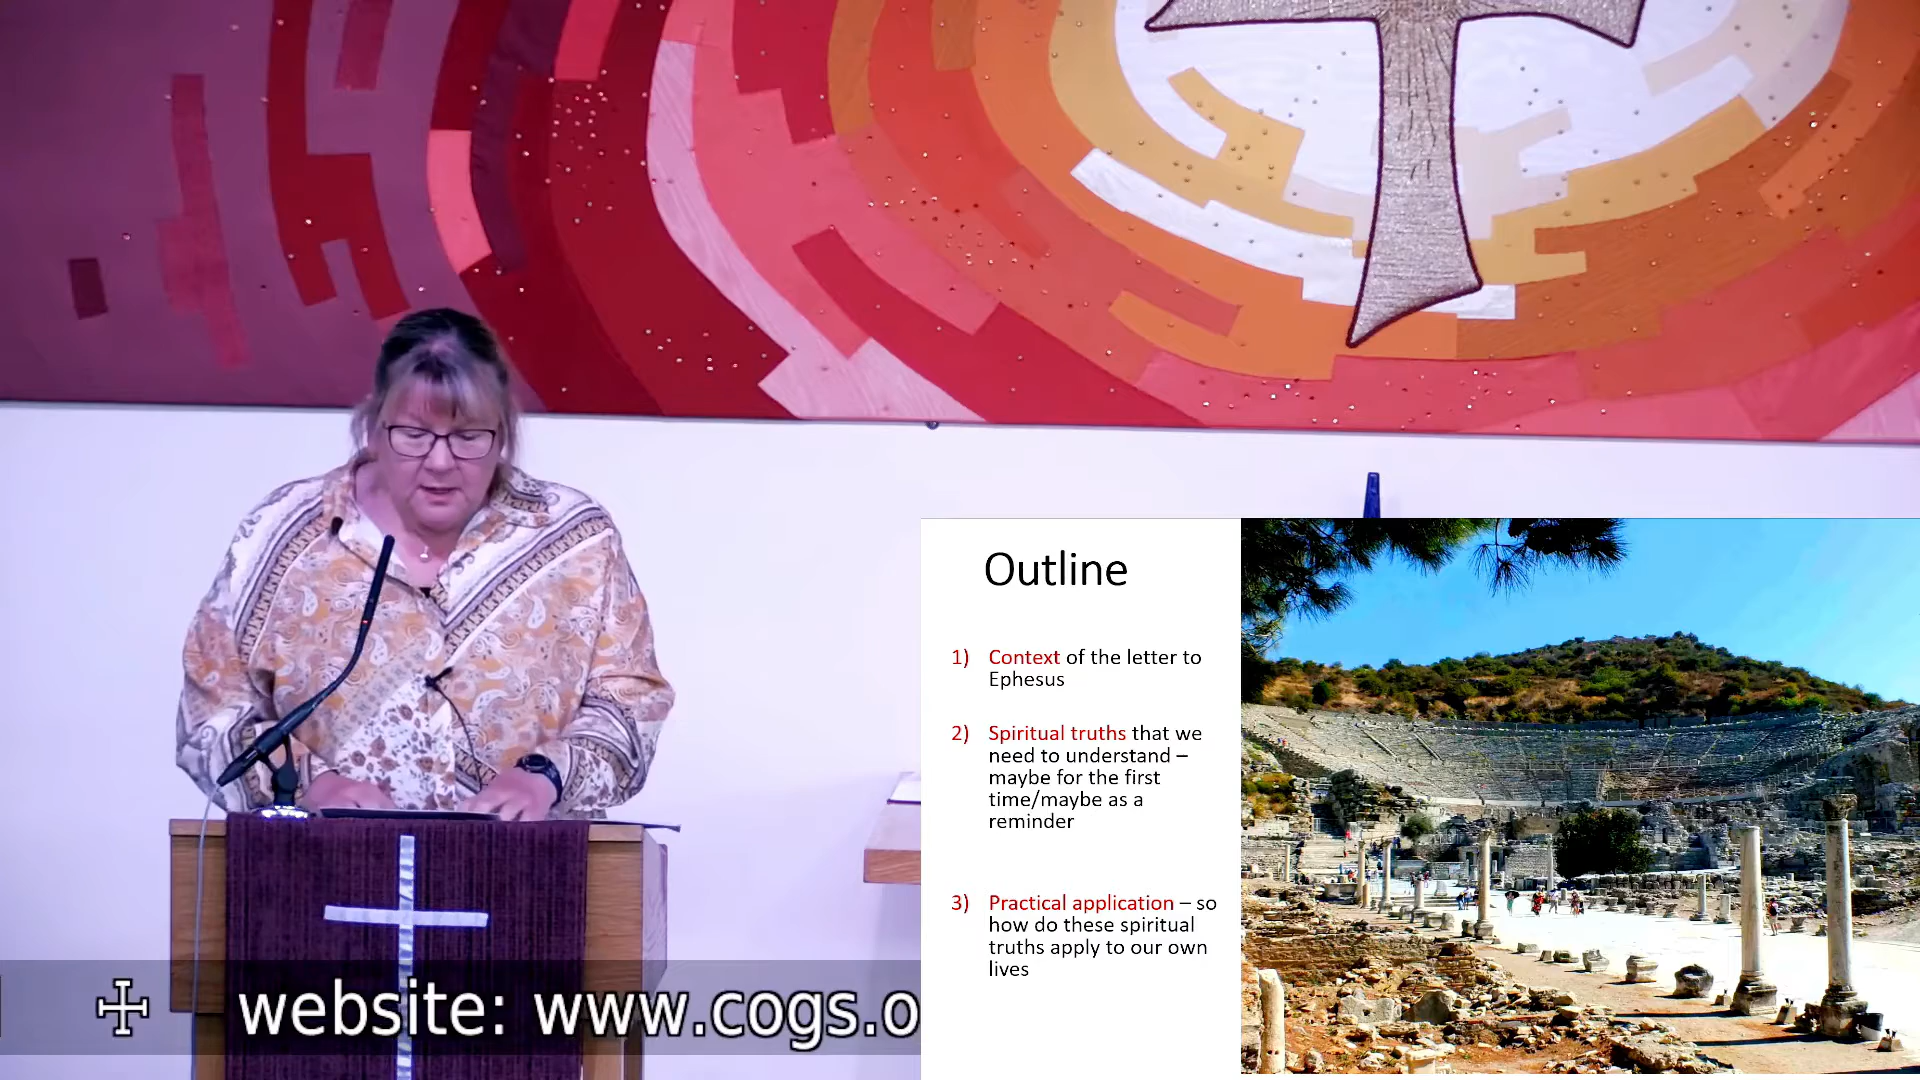 Outline
1) Context of the letter to
Ephesus
2) Spiritual truths that we
need to understand –
maybe for the first
time/maybe as a
reminder
3) Practical application – so
how do these spiritual
truths apply to our own
lives
website: www.cogs.o